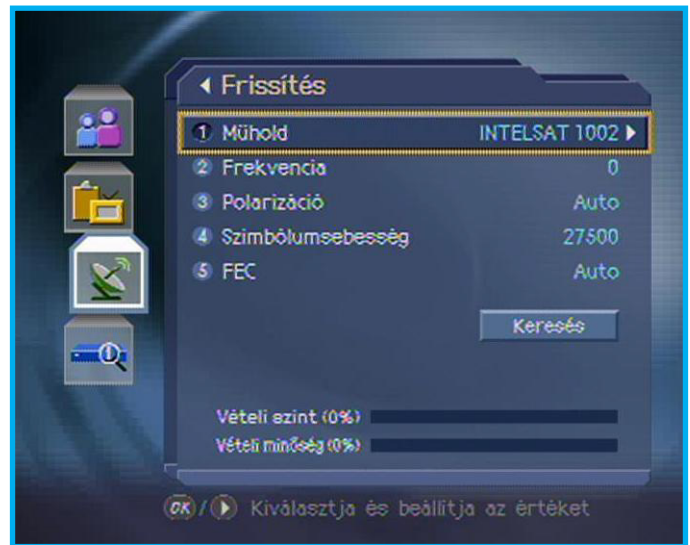 Frissítés
1 Műhold INTELSAT 1002
2 Frekvencia 0
3 Polarizáció Auto
4 Szimbólumsebesség 27500
5 FEC Auto
Keresés
Vételi szint (0%)
Vételi minőség (0%)
OK / Kiválasztja és beállítja az értéket